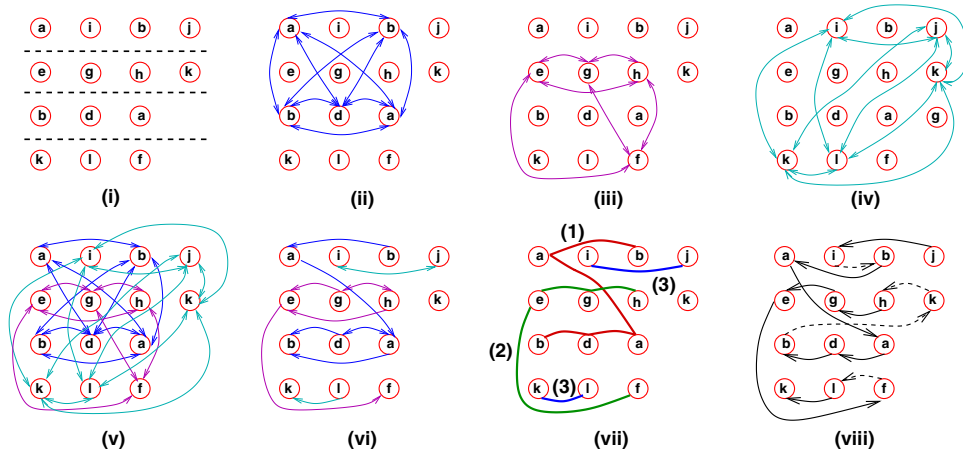 a i b j
e g h k
b d a
k l f
(i)
a i b j
e g h k
b d a
k l f
(ii)
a i b j
e g h k
b d a
k l f
(iii)
a i b j
e g h k
b d a g
k l f
(iv)
a i b j
e g h k
b d a
k l f
(v)
a i b j
e g h k
b d a
k l f
(vi)
(1)
a i b j
(3)
e g h k
(2)
b d a
k (3) l f
(vii)
a i b j
e g h k
b d a
k l f
(viii)